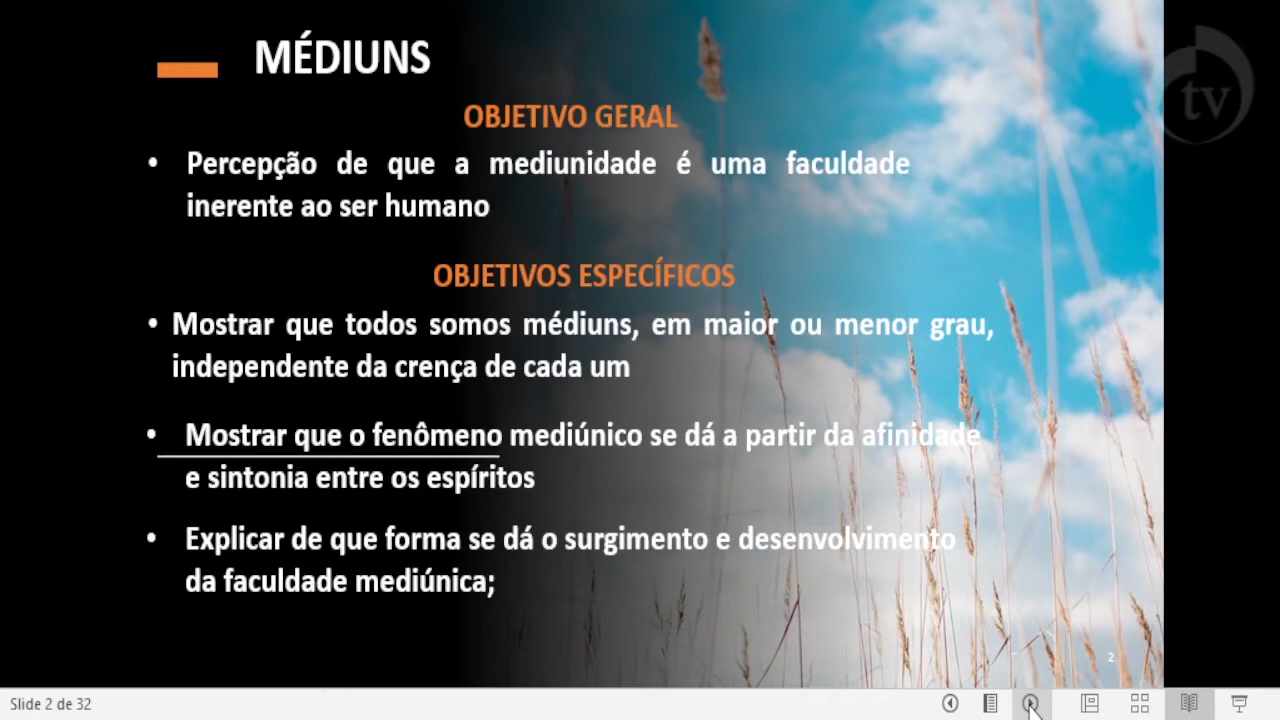 MÉDIUNS
tv
OBJETIVO GERAL
• Percepção de que a mediunidade é uma faculdade
inerente ao ser humano
OBJETIVOS ESPECÍFICOS
• Mostrar que todos somos médiuns, em maior ou menor grau,
independente da crença de cada um
• Mostrar que o fenômeno mediúnico se dá a partir da afinidade
e sintonia entre os espíritos
• Explicar de que forma se dá o surgimento e desenvolvimento
da faculdade mediúnica;
2
Slide 2 de 32